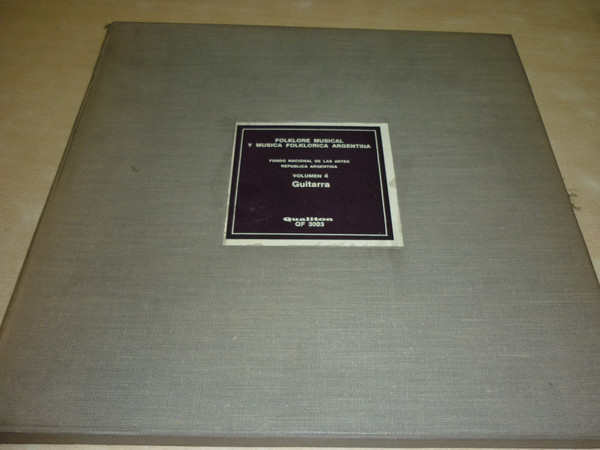 FOLKLORE MUSICAL
Y MUSICA FOLKLORICA ARGENTINA
FONDO NACIONAL DE LAS ARTES
REPUBLICA ARGENTINA
VOLUMEN 4
Guitarra
Qualiton
QF 3003